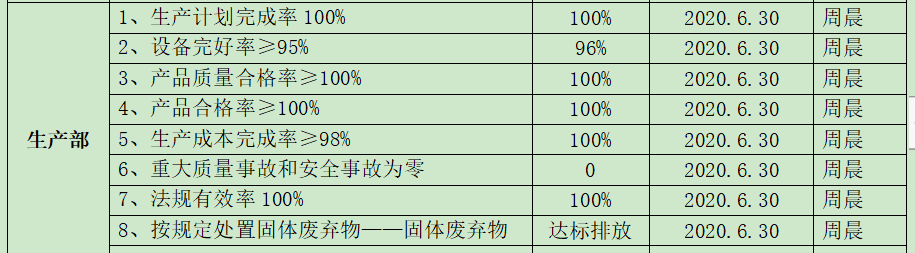 1、生产计划完成率 100% 100% 2020.6.30 周晨
2、设备完好率≥95% 96% 2020.6.30 周晨
3、产品质量合格率≥100% 100% 2020.6.30 周晨
4、产品合格率≥100% 100% 2020.6.30 周晨
生产部 5、生产成本完成率≥98% 100% 2020.6.30 周晨
6、重大质量事故和安全事故为零 0 2020.6.30 周晨
7、法规有效率 100% 100% 2020.6.30 周晨
8、按规定处置固体废弃物——固体废弃物 达标排放 2020.6.30 周晨